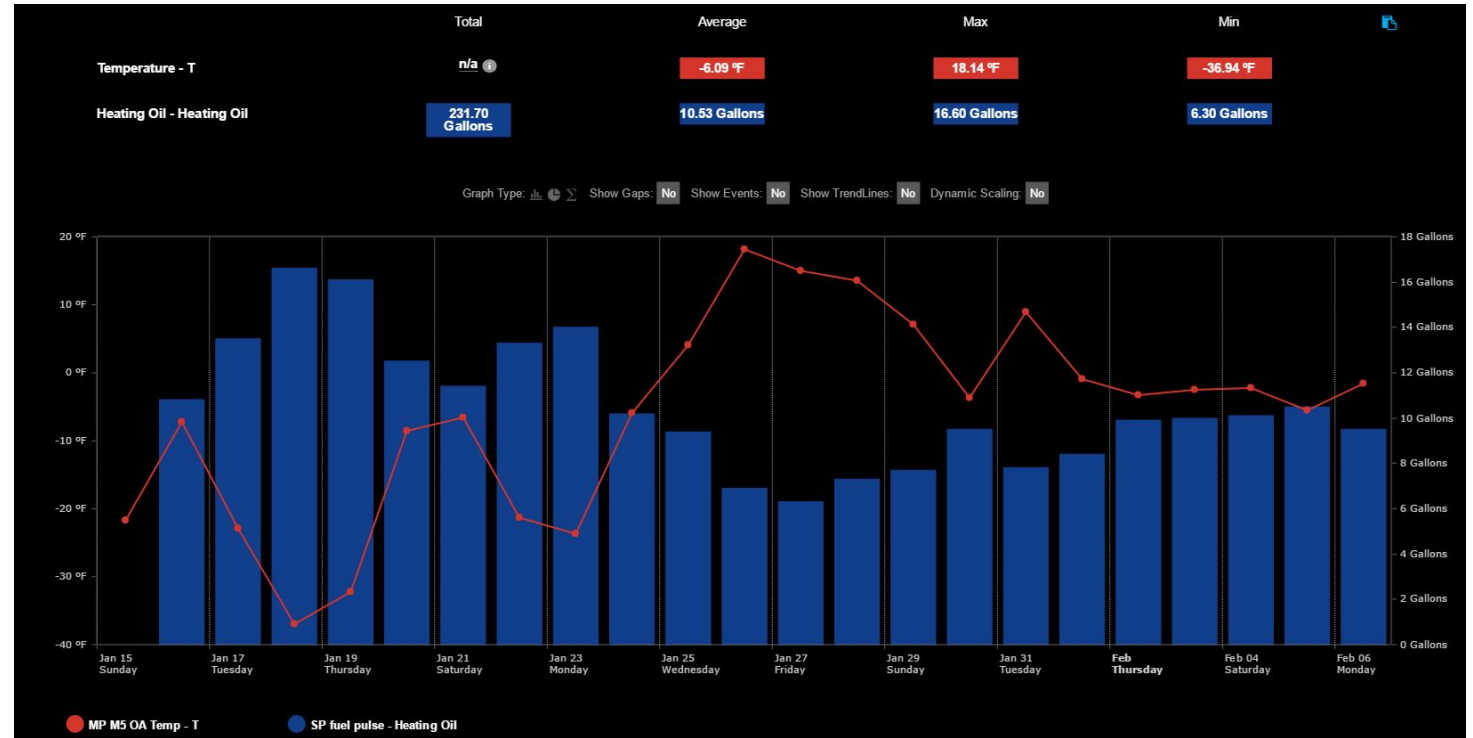 Total Average Max Min
Temperature - T n/a -6.09 ºF 18.14 ºF -36.94 ºF
Heating Oil - Heating Oil 231.70 Gallons 10.53 Gallons 16.60 Gallons 6.30 Gallons
Graph Type: Show Gaps: No Show Events: No Show TrendLines: No Dynamic Scaling: No
20 ºF 18 Gallons
16 Gallons
10 ºF
14 Gallons
0 ºF 12 Gallons
10 Gallons
-10 ºF
8 Gallons
-20 ºF 6 Gallons
4 Gallons
-30 ºF
2 Gallons
-40 ºF 0 Gallons
Jan 15 Jan 17 Jan 19 Jan 21 Jan 23 Jan 25 Jan 27 Jan 29 Jan 31 Feb Feb 04 Feb 06
Sunday Tuesday Thursday Saturday Monday Wednesday Friday Sunday Tuesday Thursday Saturday Monday
MP M5 OA Temp - T SP fuel pulse - Heating Oil